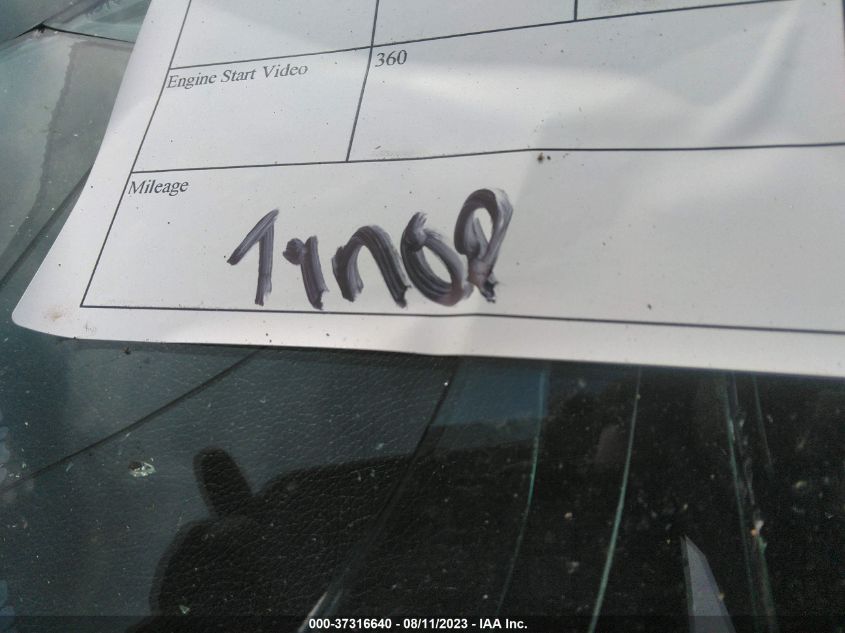 Engine Start Video
360
Mileage
000-37316640 - 08/11/2023 - IAA Inc.